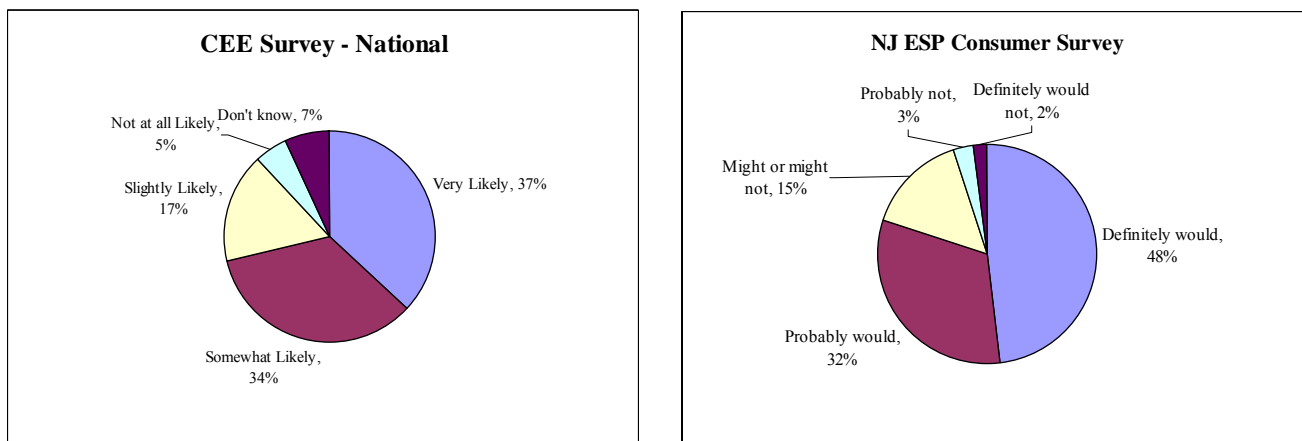 CEE Survey - National
Don't know, 7%
Not at all Likely,
5%
Slightly Likely,
17%
Very Likely, 37%
Somewhat Likely,
34%
NJ ESP Consumer Survey
Probably not,
3%
Definitely would
not, 2%
Might or might
not, 15%
Definitely would,
48%
Probably would,
32%